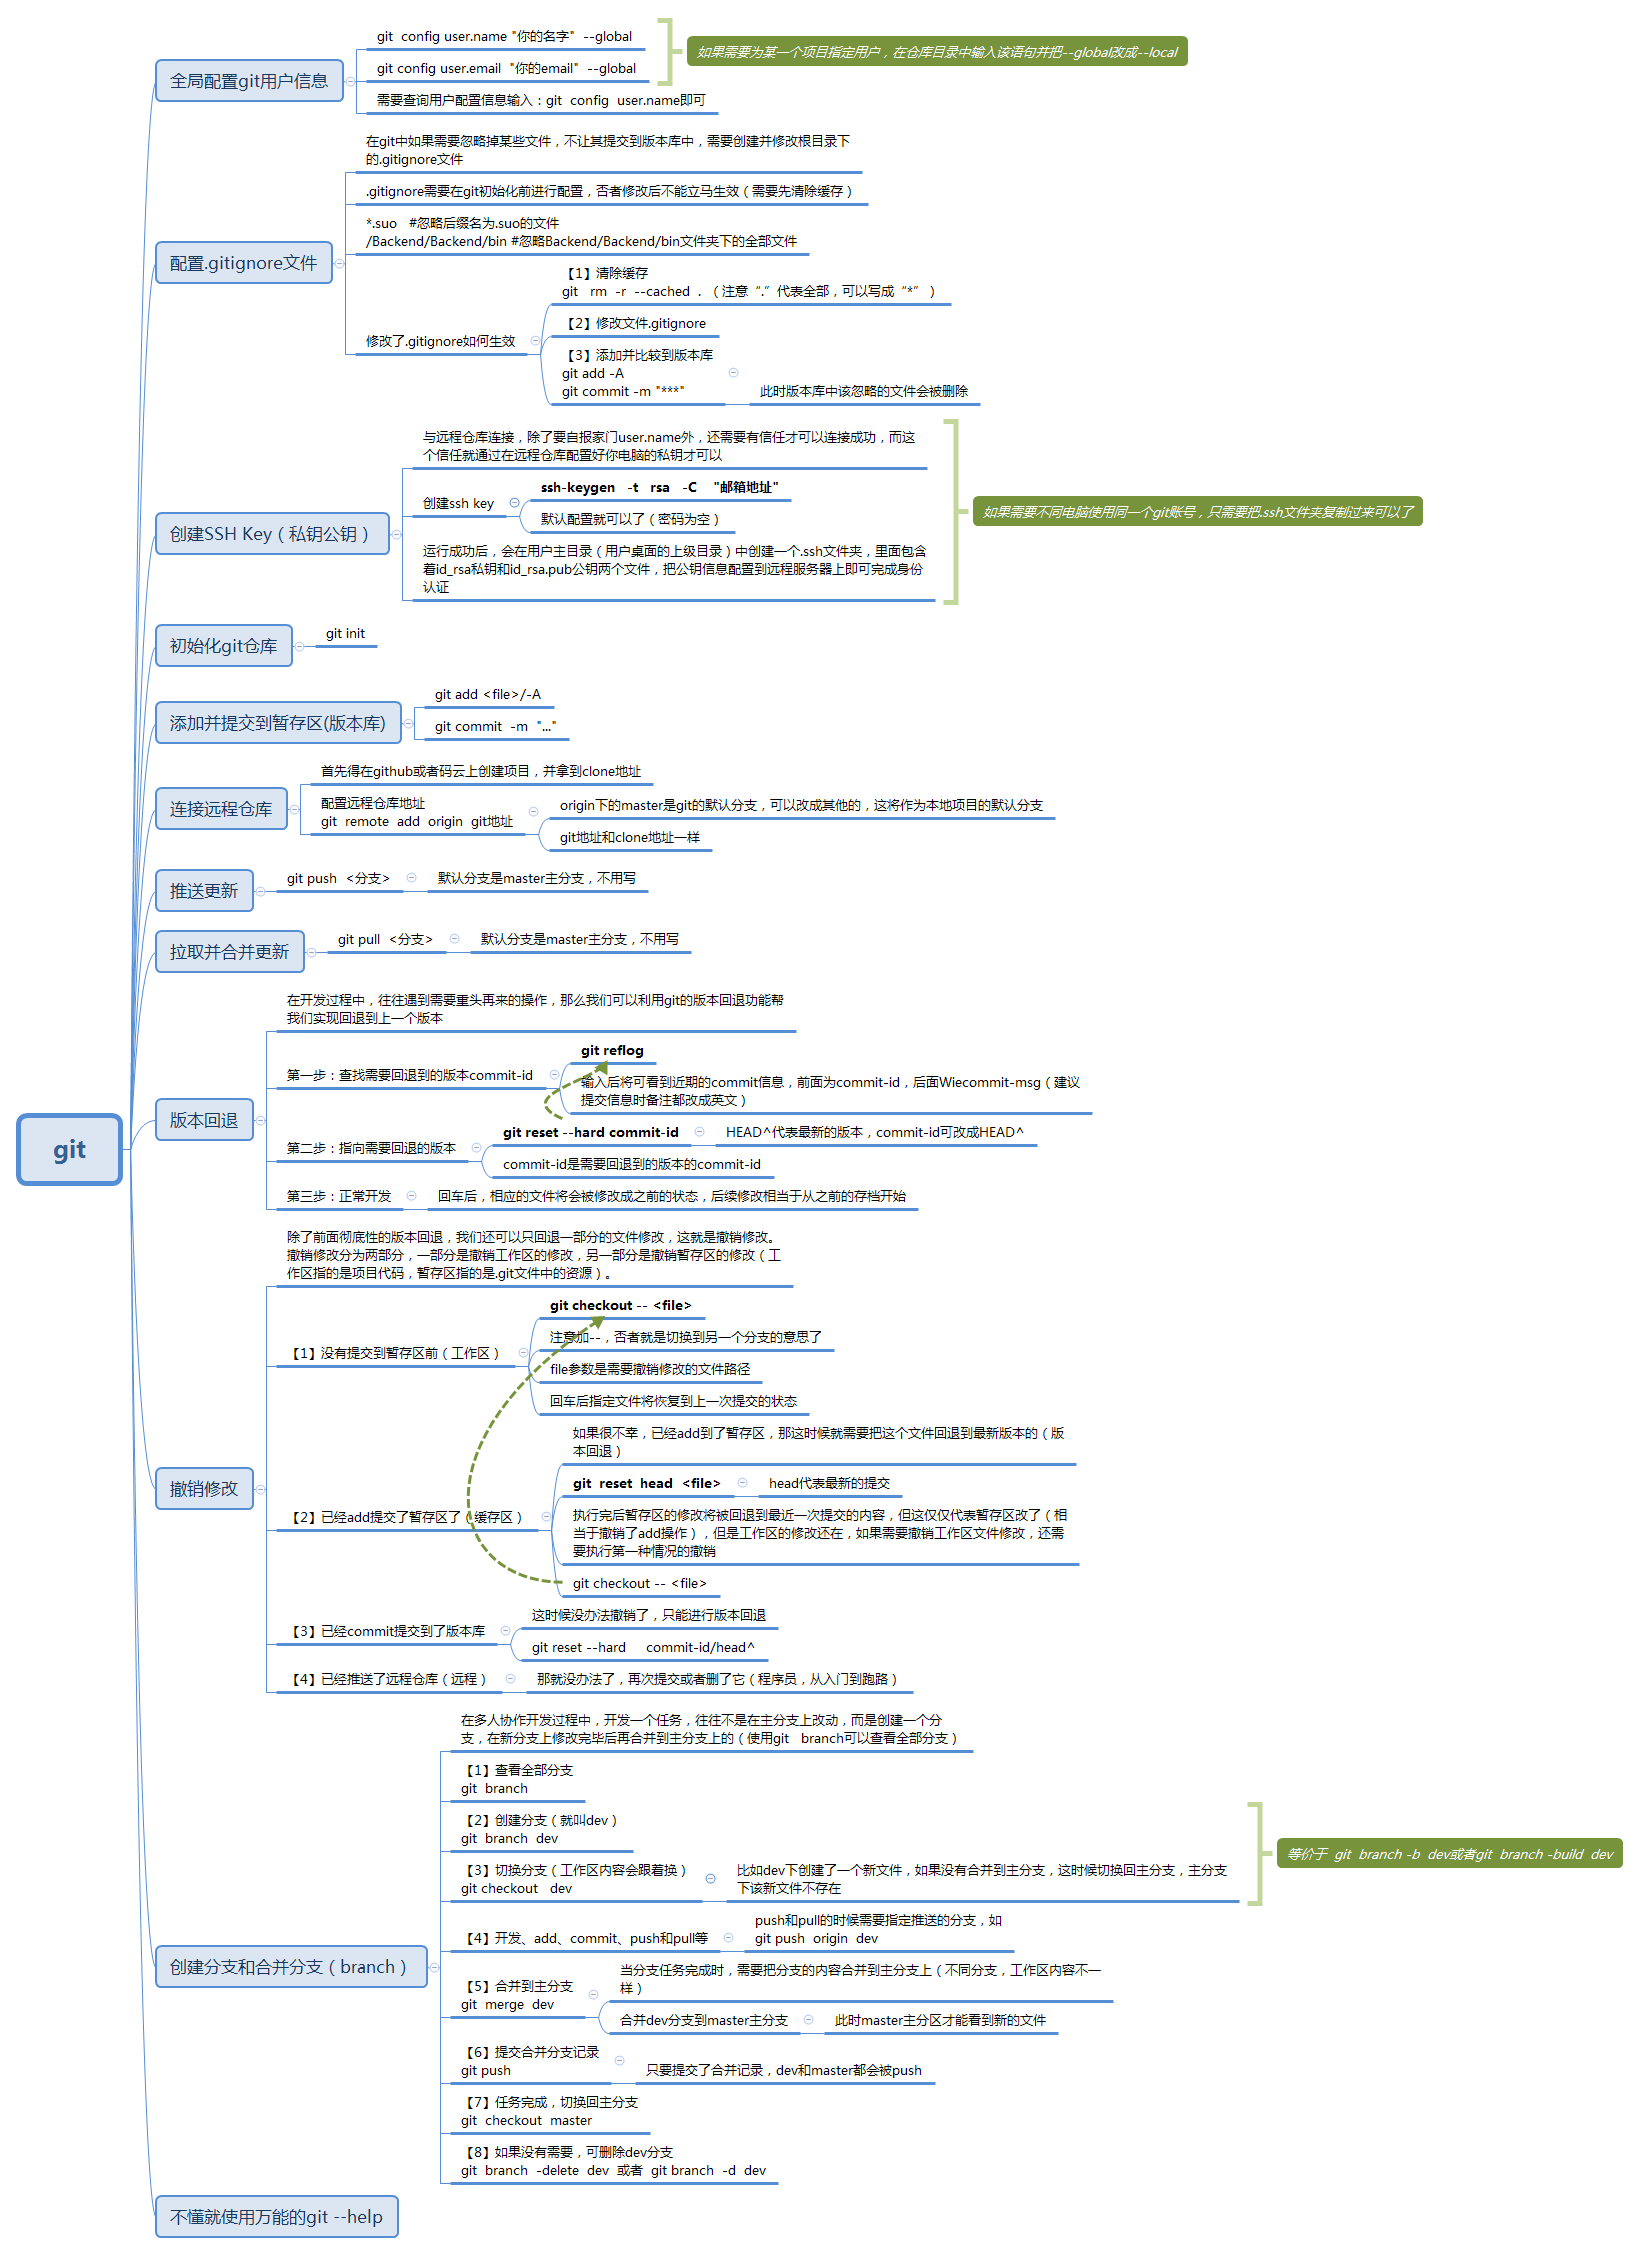 git
全局配置git用户信息
git  config user.name "你的名字"  --global
git config user.email  "你的email"  --global
如果需要为某一个项目指定用户，在仓库目录中输入该语句并把--global改成--local
需要查询用户配置信息输入：git  config  user.name即可
配置.gitignore文件
在git中如果需要忽略掉某些文件，不让其提交到版本库中，需要创建并修改根目录下
的.gitignore文件
.gitignore需要在git初始化前进行配置，否者修改后不能立马生效（需要先清除缓存）
*.suo   #忽略后缀名为.suo的文件
/Backend/Backend/bin #忽略Backend/Backend/bin文件夹下的全部文件
修改了.gitignore如何生效
【1】清除缓存
git   rm  -r  --cached  .  （注意“.”代表全部，可以写成“*”）
【2】修改文件.gitignore
【3】添加并比较到版本库
git add -A
git commit -m "***"
此时版本库中该忽略的文件会被删除
创建SSH Key（私钥公钥）
与远程仓库连接，除了要自报家门user.name外，还需要有信任才可以连接成功，而这
个信任就通过在远程仓库配置好你电脑的私钥才可以
创建ssh key
ssh-keygen   -t   rsa   -C    "邮箱地址"
默认配置就可以了（密码为空）
运行成功后，会在用户主目录（用户桌面的上级目录）中创建一个.ssh文件夹，里面包含
着id_rsa私钥和id_rsa.pub公钥两个文件，把公钥信息配置到远程服务器上即可完成身份
认证
如果需要不同电脑使用同一个git账号，只需要把.ssh文件夹复制过来可以了
初始化git仓库
git init
添加并提交到暂存区(版本库)
git add <file>/-A
git commit  -m  "..."
连接远程仓库
首先得在github或者码云上创建项目，并拿到clone地址
配置远程仓库地址
git  remote  add  origin  git地址
origin下的master是git的默认分支，可以改成其他的，这将作为本地项目的默认分支
git地址和clone地址一样
推送更新
git push  <分支>
默认分支是master主分支，不用写
拉取并合并更新
git pull  <分支>
默认分支是master主分支，不用写
版本回退
在开发过程中，往往遇到需要重头再来的操作，那么我们可以利用git的版本回退功能帮
我们实现回退到上一个版本
第一步：查找需要回退到的版本commit-id
git reflog
输入后将可看到近期的commit信息，前面为commit-id，后面Wiecommit-msg（建议
提交信息时备注都改成英文）
第二步：指向需要回退的版本
git reset --hard commit-id
HEAD^代表最新的版本，commit-id可改成HEAD^
commit-id是需要回退到的版本的commit-id
第三步：正常开发
回车后，相应的文件将会被修改成之前的状态，后续修改相当于从之前的存档开始
撤销修改
除了前面彻底性的版本回退，我们还可以只回退一部分的文件修改，这就是撤销修改。
撤销修改分为两部分，一部分是撤销工作区的修改，另一部分是撤销暂存区的修改（工
作区指的是项目代码，暂存区指的是.git文件中的资源）。
【1】没有提交到暂存区前（工作区）
git checkout -- <file>
注意加--，否者就是切换到另一个分支的意思了
file参数是需要撤销修改的文件路径
回车后指定文件将恢复到上一次提交的状态
【2】已经add提交了暂存区了（缓存区）
如果很不幸，已经add到了暂存区，那这时候就需要把这个文件回退到最新版本的（版
本回退）
git  reset  head  <file>
head代表最新的提交
执行完后暂存区的修改将被回退到最近一次提交的内容，但这仅仅代表暂存区改了（相
当于撤销了add操作），但是工作区的修改还在，如果需要撤销工作区文件修改，还需
要执行第一种情况的撤销
git checkout -- <file>
【3】已经commit提交到了版本库
这时候没办法撤销了，只能进行版本回退
git reset --hard     commit-id/head^
【4】已经推送了远程仓库（远程）
那就没办法了，再次提交或者删了它（程序员，从入门到跑路）
创建分支和合并分支（branch）
在多人协作开发过程中，开发一个任务，往往不是在主分支上改动，而是创建一个分
支，在新分支上修改完毕后再合并到主分支上的（使用git   branch可以查看全部分支）
【1】查看全部分支
git  branch
【2】创建分支（就叫dev）
git  branch  dev
【3】切换分支（工作区内容会跟着换）
git checkout   dev
比如dev下创建了一个新文件，如果没有合并到主分支，这时候切换回主分支，主分支
下该新文件不存在
等价于  git  branch -b  dev或者git  branch -build  dev
【4】开发、add、commit、push和pull等
push和pull的时候需要指定推送的分支，如
git push  origin  dev
【5】合并到主分支
git  merge  dev
当分支任务完成时，需要把分支的内容合并到主分支上（不同分支，工作区内容不一
样）
合并dev分支到master主分支
此时master主分区才能看到新的文件
【6】提交合并分支记录
git push
只要提交了合并记录，dev和master都会被push
【7】任务完成，切换回主分支
git  checkout  master
【8】如果没有需要，可删除dev分支
git  branch  -delete  dev  或者  git branch  -d  dev
不懂就使用万能的git --help